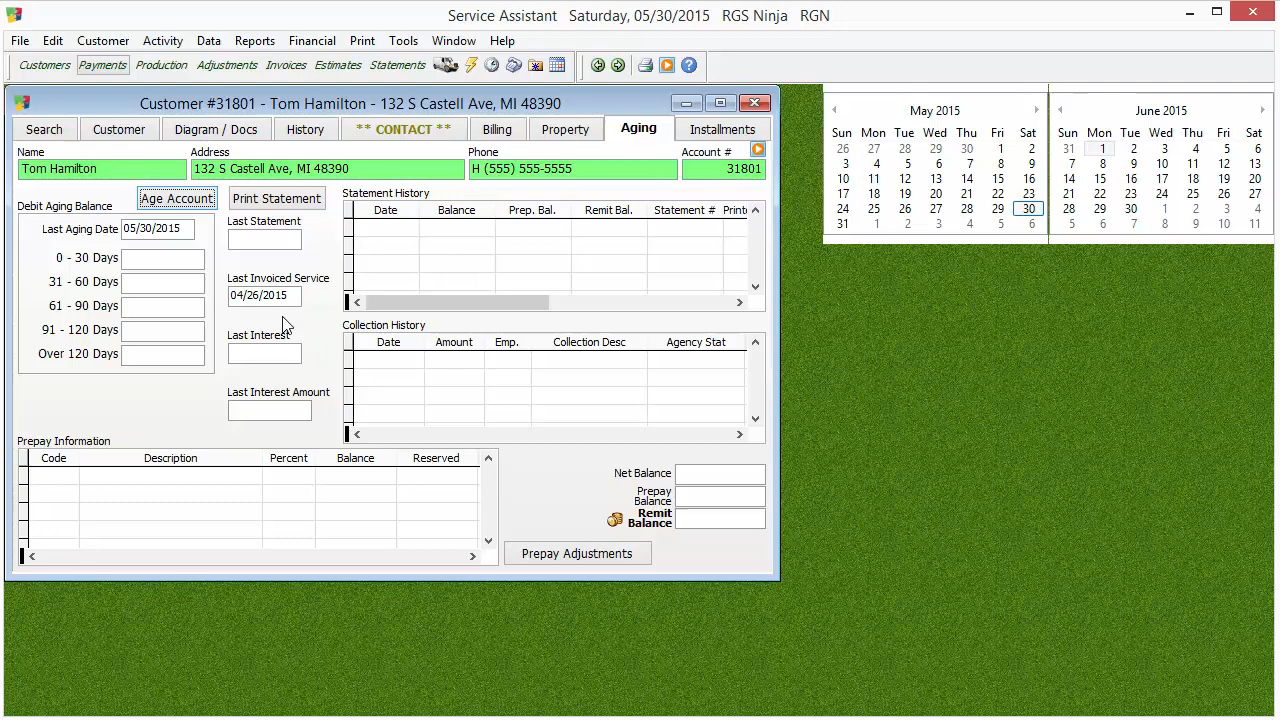 Service Assistant Saturday, 05/30/2015 RGS Ninja RGN
File Edit Customer Activity Data Reports Financial Print Tools Window Help
Customers Payments Production Adjustments Invoices Estimates Statements
Customer #31801 - Tom Hamilton - 132 S Castell Ave, MI 48390
Search Customer Diagram / Docs History ** CONTACT ** Billing Property Aging Installments
Name Address Phone Account #
Tom Hamilton 132 S Castell Ave, MI 48390 H (555) 555-5555 31801
Age Account Print Statement
Debit Aging Balance
Last Aging Date 05/30/2015
0 - 30 Days
31 - 60 Days
61 - 90 Days
91 - 120 Days
Over 120 Days
Last Statement
Last Invoiced Service
04/26/2015
Last Interest
Last Interest Amount
Statement History
Date Balance Prep. Bal. Remit Bal. Statement #
Collection History
Date Amount Emp. Collection Desc Agency Stat
Prepay Information
Code Description Percent Balance Reserved
Net Balance
Prepay
Balance
Remit
Balance
Prepay Adjustments
May 2015
Sun Mon Tue Wed Thu Fri Sat
26 27 28 29 30 1 2
3 4 5 6 7 8 9
10 11 12 13 14 15 16
17 18 19 20 21 22 23
24 25 26 27 28 29 30
31 1 2 3 4 5 6
June 2015
Sun Mon Tue Wed Thu Fri Sat
31 1 2 3 4 5 6
7 8 9 10 11 12 13
14 15 16 17 18 19 20
21 22 23 24 25 26 27
28 29 30 1 2 3 4
5 6 7 8 9 10 11